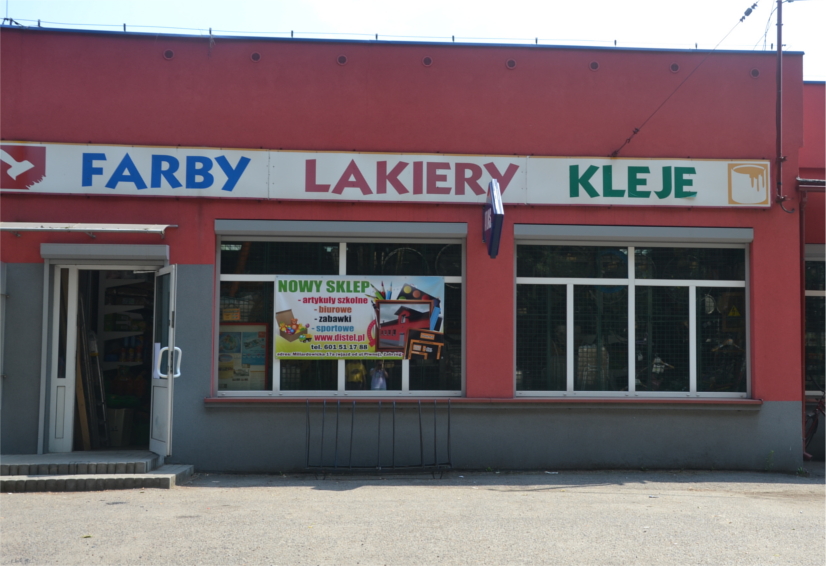 FARBY LAKIERY KLEJE
NOWY SKLEP
- artykuły szkolne
- biurowe
- zabawki
- sportowe
www.distel.pl
tel. 601 51 17 88